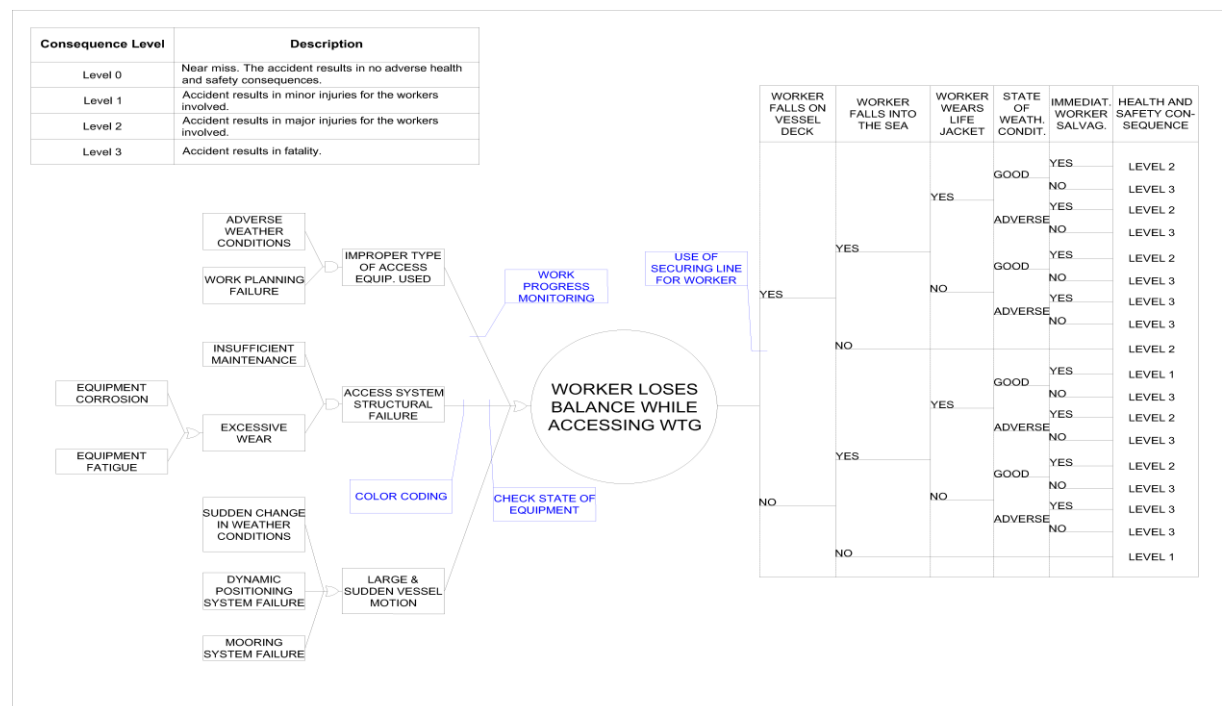 Consequence Level Description
Level 0 Near miss. The accident results in no adverse health
and safety consequences.
Level 1 Accident results in minor injuries for the workers
involved.
Level 2 Accident results in major injuries for the workers
involved.
Level 3 Accident results in fatality.
ADVERSE
WEATHER
CONDITIONS
WORK PLANNING
FAILURE
IMPROPER TYPE
OF ACCESS
EQUIP. USED
WORK
PROGRESS
MONITORING
INSUFFICIENT
MAINTENANCE
EQUIPMENT
CORROSION
EQUIPMENT
FATIGUE
EXCESSIVE
WEAR
ACCESS SYSTEM
STRUCTURAL
FAILURE
COLOR CODING
CHECK STATE OF
EQUIPMENT
SUDDEN CHANGE
IN WEATHER
CONDITIONS
DYNAMIC
POSITIONING
SYSTEM FAILURE
MOORING
SYSTEM FAILURE
LARGE &
SUDDEN VESSEL
MOTION
WORKER LOSES
BALANCE WHILE
ACCESSING WTG
USE OF
SECURING LINE
FOR WORKER
WORKER
FALLS ON
VESSEL
DECK
WORKER
FALLS INTO
THE SEA
WORKER
WEARS
LIFE
JACKET
STATE
OF
WEATH.
CONDIT.
IMMEDIAT.
WORKER
SALVAG.
HEALTH AND
SAFETY CON-
SEQUENCE
YES LEVEL 2
GOOD
NO LEVEL 3
YES
YES LEVEL 2
ADVERSE
NO LEVEL 3
YES
YES LEVEL 2
GOOD
NO LEVEL 3
NO
YES LEVEL 3
YES
ADVERSE
NO LEVEL 3
NO LEVEL 2
YES LEVEL 1
GOOD
NO LEVEL 3
YES
YES LEVEL 2
ADVERSE
NO LEVEL 3
YES
YES LEVEL 2
GOOD
NO LEVEL 3
NO
NO
YES LEVEL 3
ADVERSE
NO LEVEL 3
NO LEVEL 1